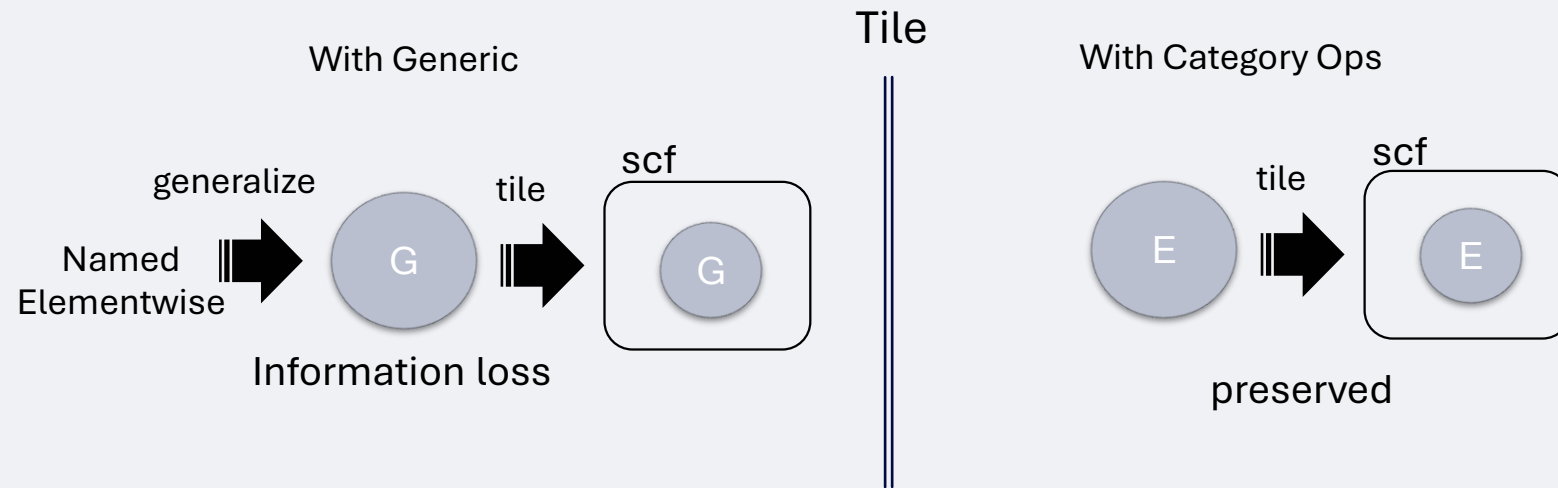 Tile
With Generic
generalize
Named
Elementwise
G
tile
scf
G
Information loss
With Category Ops
E
tile
scf
E
preserved